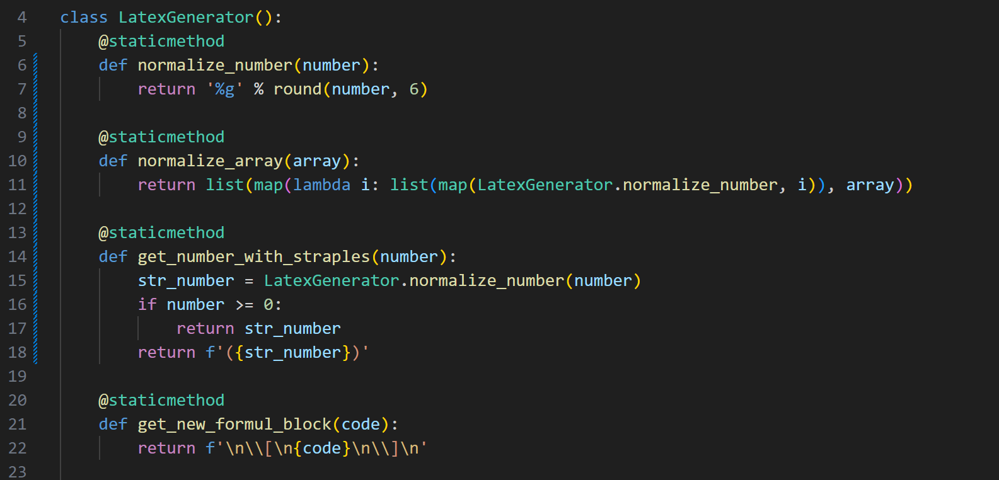 4 class LatexGenerator():
5     @staticmethod
6     def normalize_number(number):
7         return '%g' % round(number, 6)
8
9     @staticmethod
10     def normalize_array(array):
11         return list(map(lambda i: list(map(LatexGenerator.normalize_number, i)), array))
12
13     @staticmethod
14     def get_number_with_straples(number):
15         str_number = LatexGenerator.normalize_number(number)
16         if number >= 0:
17             return str_number
18         return f'({str_number})'
19
20     @staticmethod
21     def get_new_formul_block(code):
22         return f'\n\\[\n{code}\n\\]\n'
23